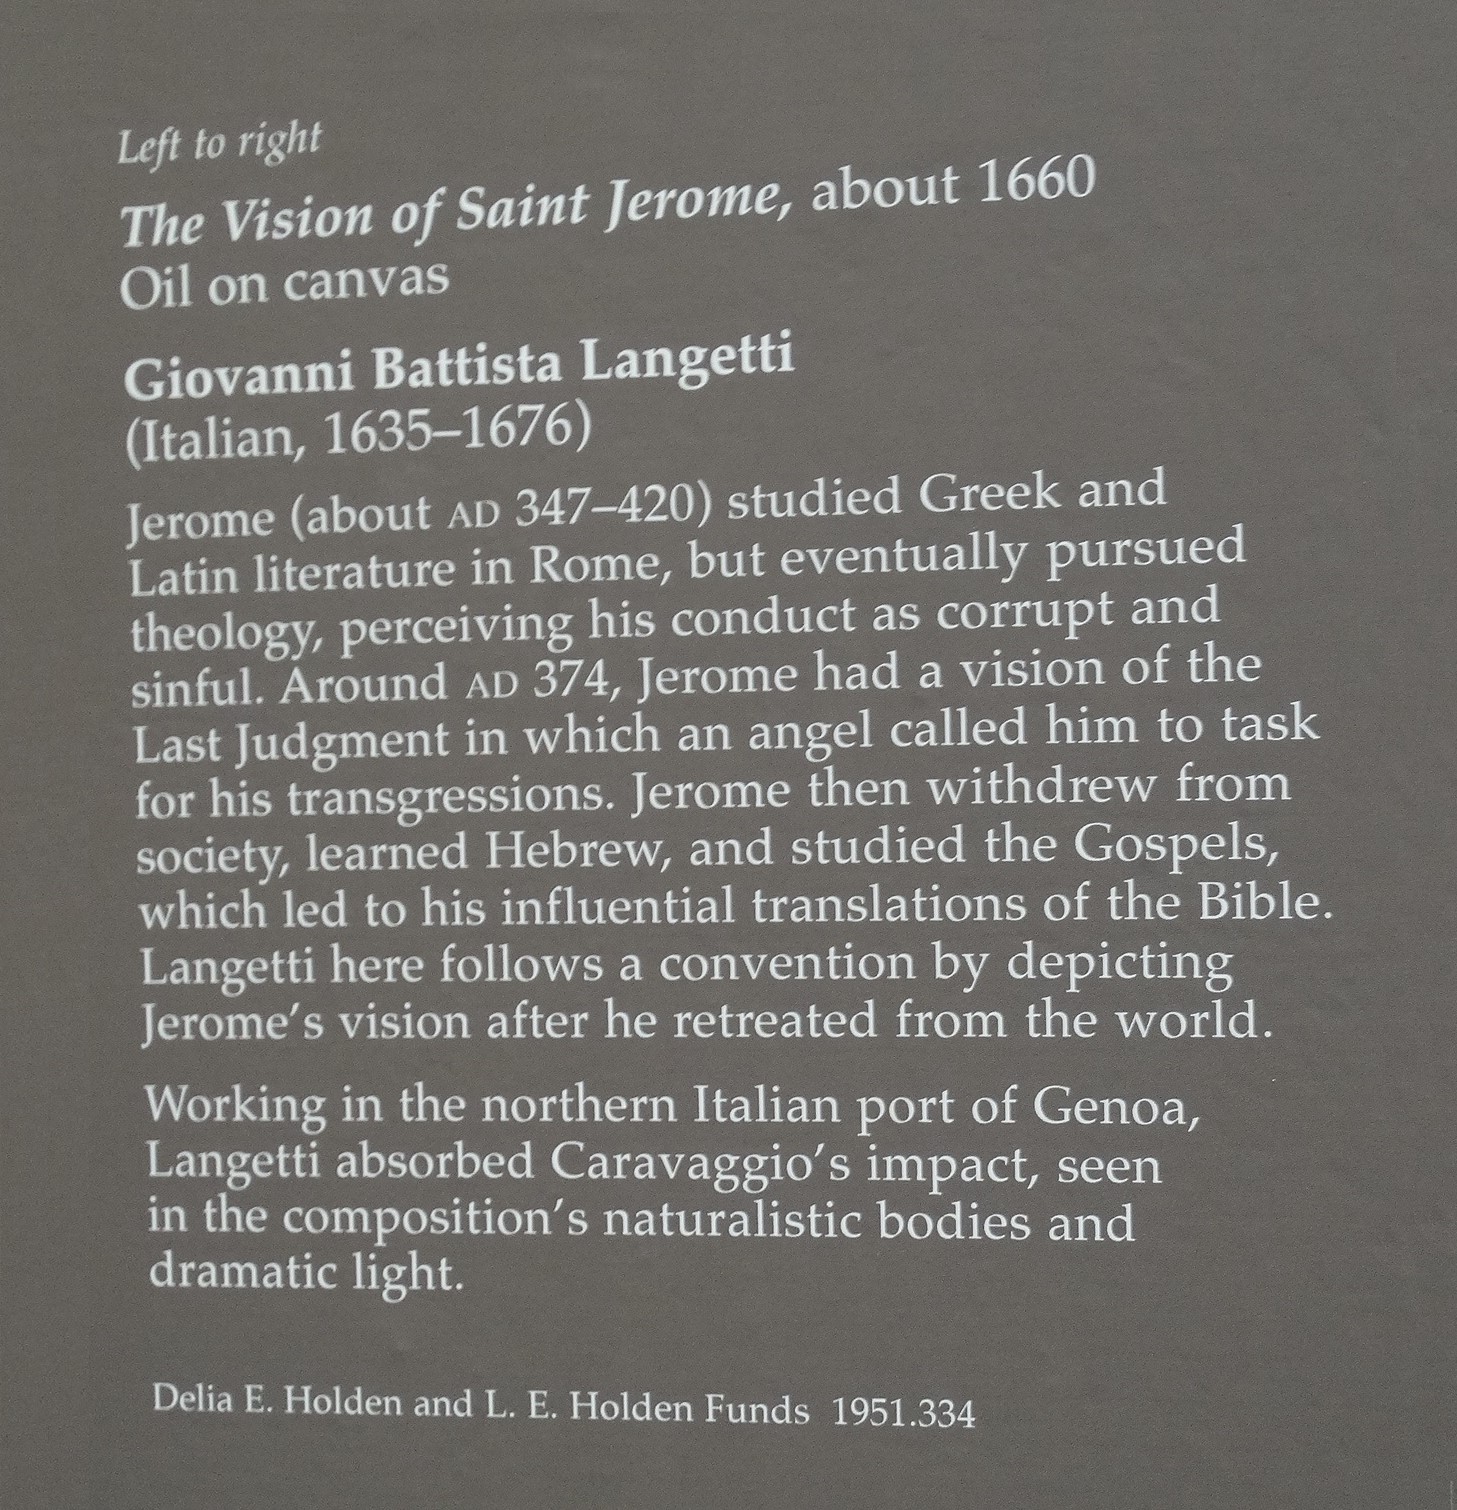 Left to right
The Vision of Saint Jerome, about 1660
Oil on canvas
Giovanni Battista Langetti
(Italian, 1635–1676)
Jerome (about AD 347–420) studied Greek and
Latin literature in Rome, but eventually pursued
theology, perceiving his conduct as corrupt and
sinful. Around AD 374, Jerome had a vision of the
Last Judgment in which an angel called him to task
for his transgressions. Jerome then withdrew from
society, learned Hebrew, and studied the Gospels,
which led to his influential translations of the Bible.
Langetti here follows a convention by depicting
Jerome's vision after he retreated from the world.
Working in the northern Italian port of Genoa,
Langetti absorbed Caravaggio's impact, seen
in the composition's naturalistic bodies and
dramatic light.
Delia E. Holden and L. E. Holden Funds 1951.334